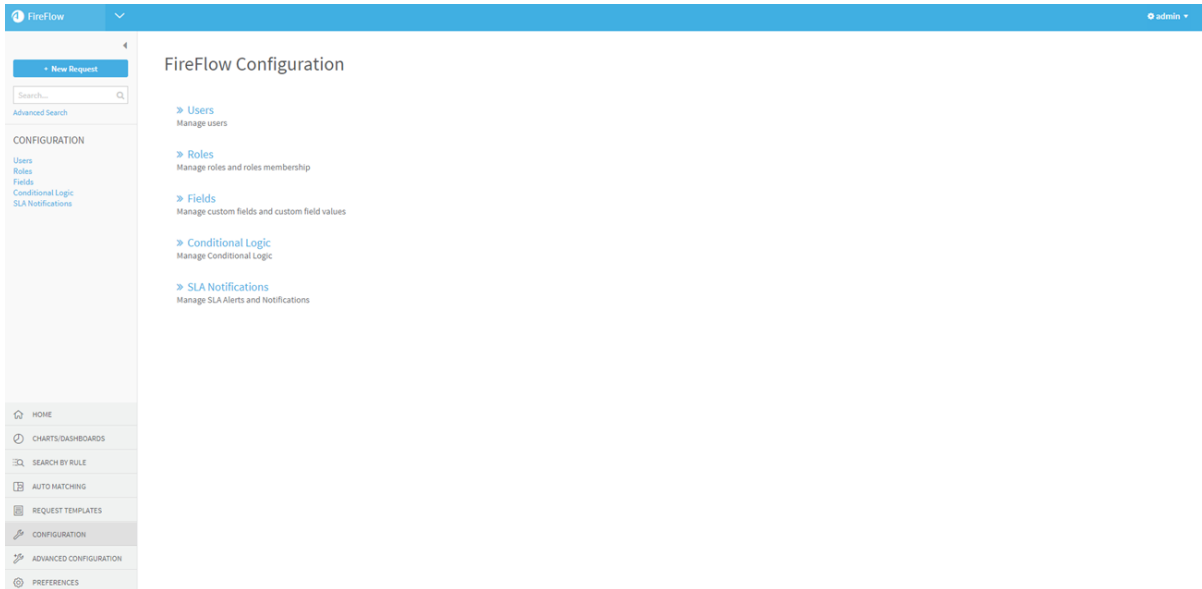 FireFlow
admin
+ New Request
Search...
Advanced Search
CONFIGURATION
Users
Roles
Fields
Conditional Logic
SLA Notifications
HOME
CHARTS/DASHBOARDS
SEARCH BY RULE
AUTO MATCHING
REQUEST TEMPLATES
CONFIGURATION
ADVANCED CONFIGURATION
PREFERENCES
FireFlow Configuration
» Users
Manage users
» Roles
Manage roles and roles membership
» Fields
Manage custom fields and custom field values
» Conditional Logic
Manage Conditional Logic
» SLA Notifications
Manage SLA Alerts and Notifications